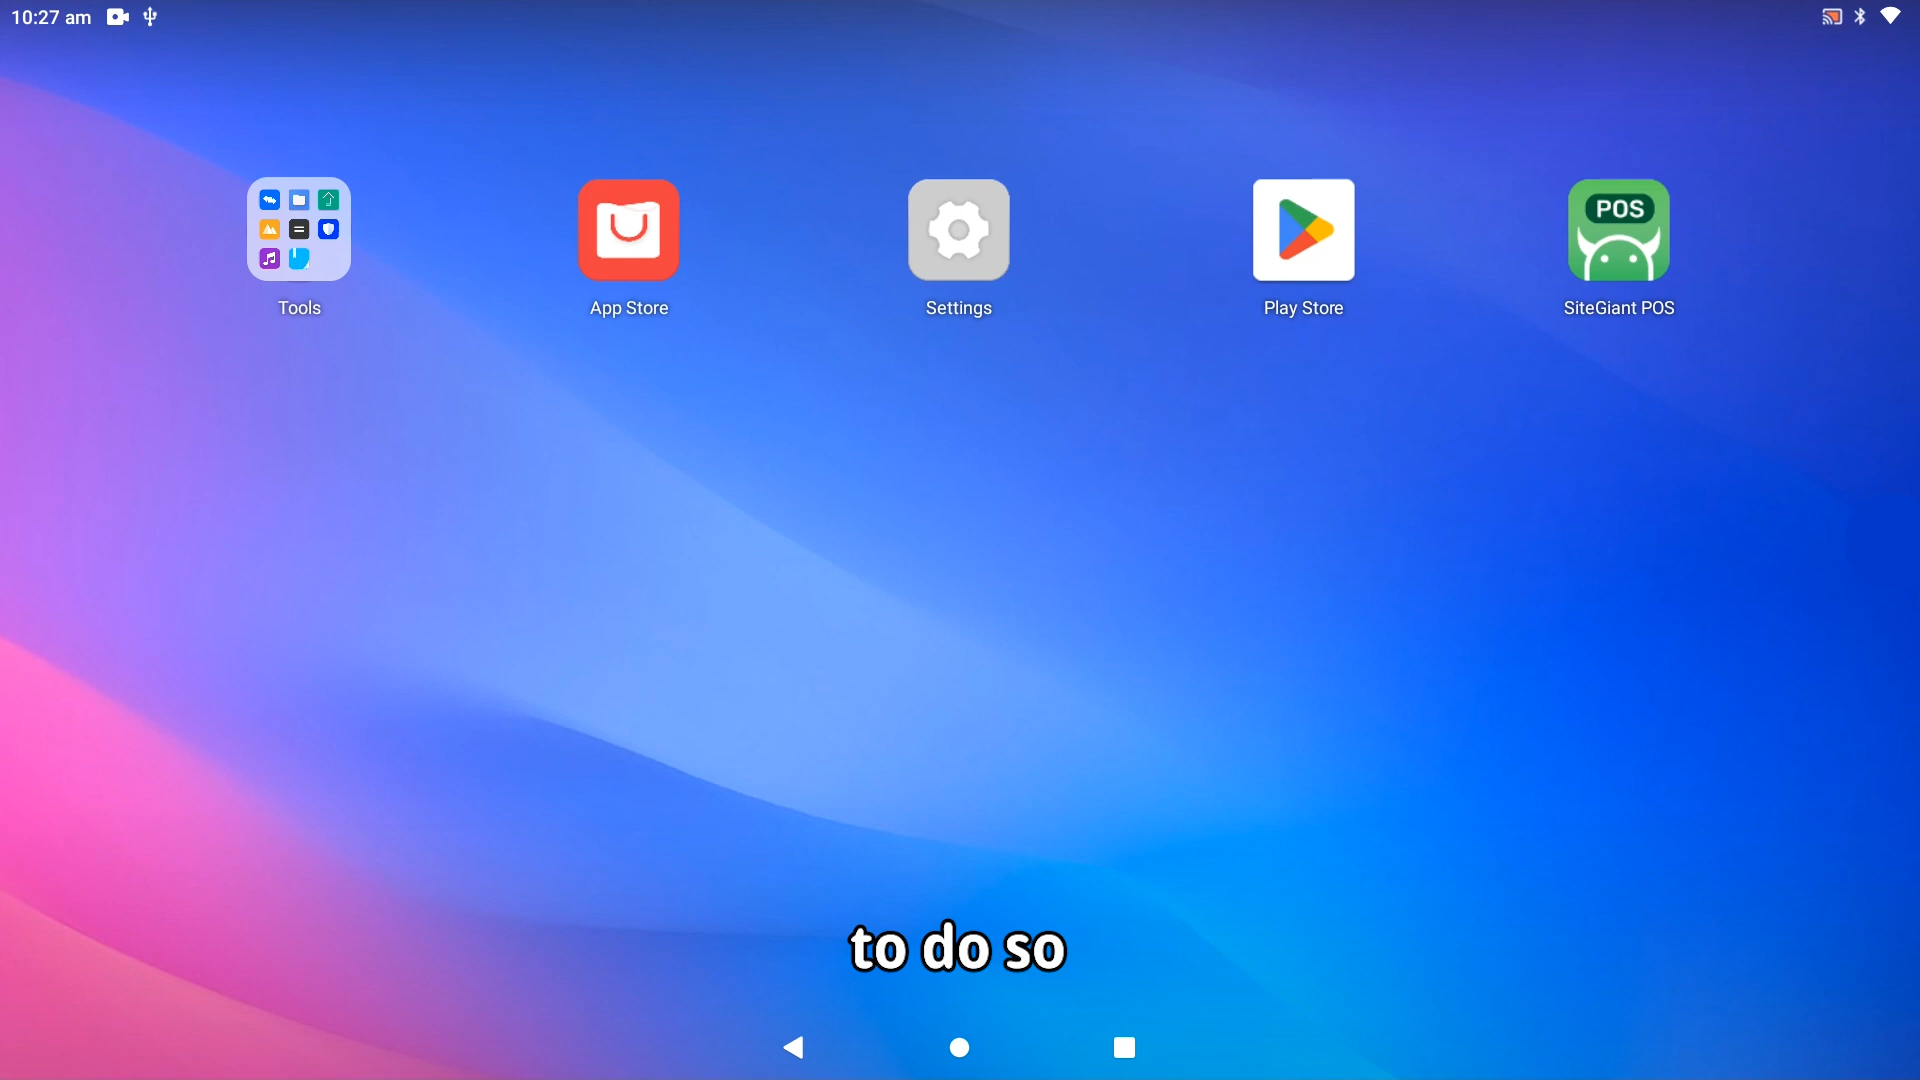 10:27 am
POS
Tools
App Store
Settings
Play Store
SiteGiant POS
to do so